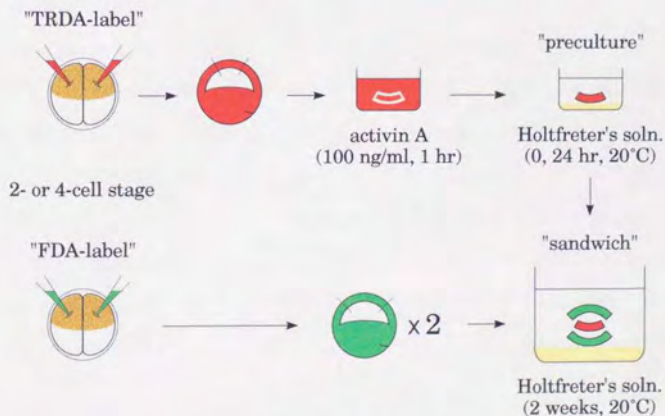 "TRDA-label"
"preculture"
activin A
(100 ng/ml, 1 hr)
Holtfreter's soln.
(0, 24 hr, 20°C)
2- or 4-cell stage
"FDA-label"
"sandwich"
×2
Holtfreter's soln.
(2 weeks, 20°C)